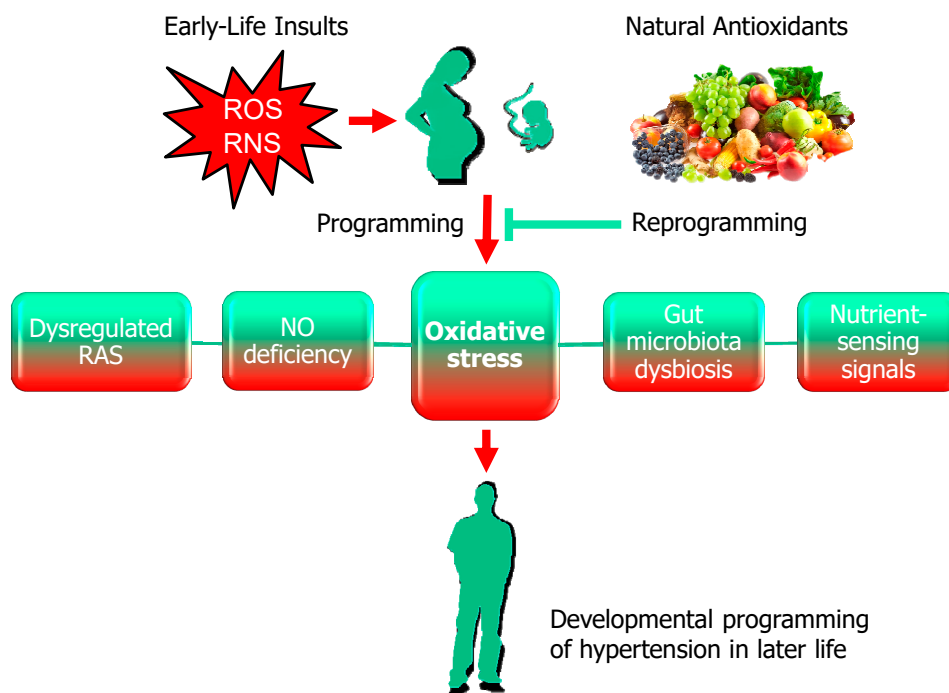 Early-Life Insults
Natural Antioxidants
ROS
RNS
Programming
Reprogramming
Dysregulated
RAS
NO
deficiency
Oxidative
stress
Gut
microbiota
dysbiosis
Nutrient-
sensing
signals
Developmental programming
of hypertension in later life